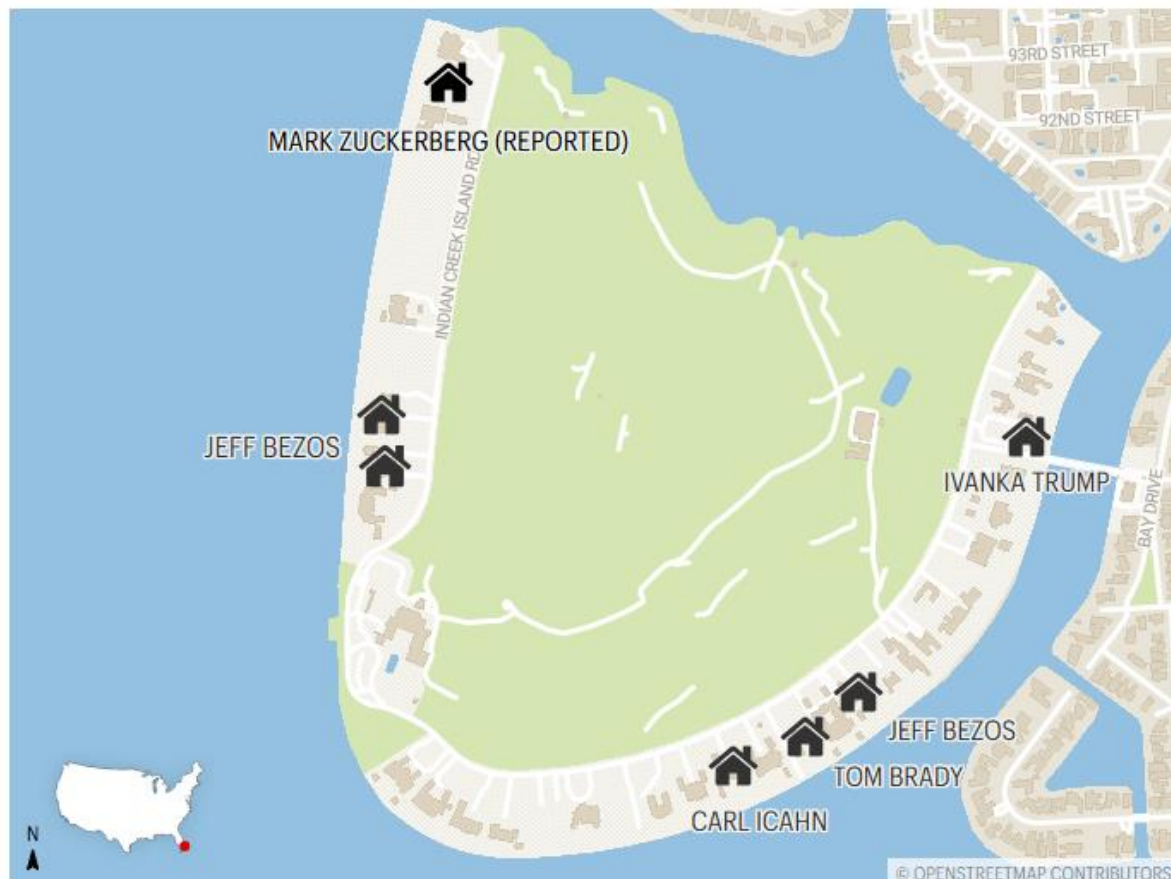 93RD STREET
92ND STREET
MARK ZUCKERBERG (REPORTED)
INDIAN CREEK ISLAND RD
JEFF BEZOS
IVANKA TRUMP
BAY DRIVE
JEFF BEZOS
TOM BRADY
CARL ICAHN
N
© OPENSTREETMAP CONTRIBUTORS